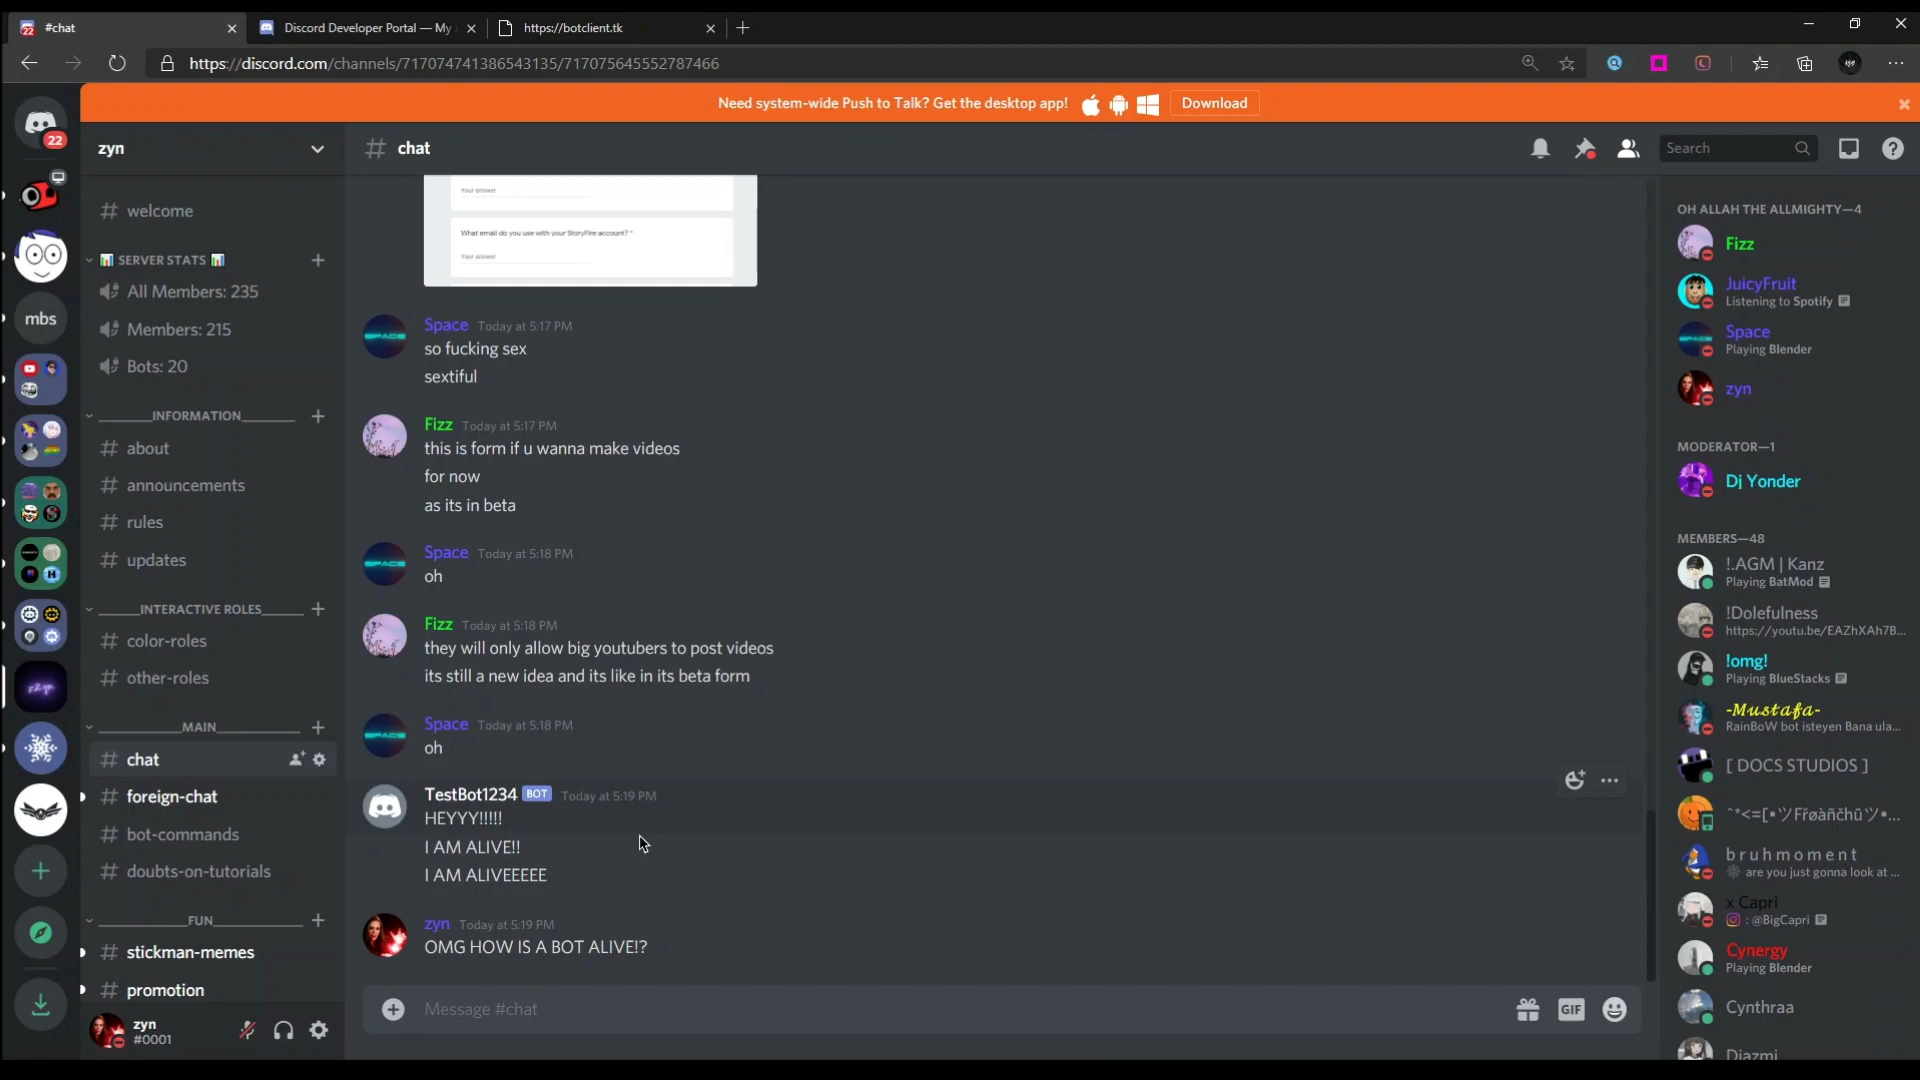 #chat
Discord Developer Portal — My
https://botclient.tk
https://discord.com/channels/717074741386543135/717075645552787466
Need system-wide Push to Talk? Get the desktop app!
Download
22
mbs
zyn
# welcome
SERVER STATS
All Members: 235
Members: 215
Bots: 20
______INFORMATION______
# about
# announcements
# rules
# updates
_____INTERACTIVE ROLES_____
# color-roles
# other-roles
__________MAIN__________
# chat
# foreign-chat
# bot-commands
# doubts-on-tutorials
___________FUN___________
# stickman-memes
# promotion
zyn
#0001
# chat
Search
Your answer
What email do you use with your StoryFire account? *
Your answer
Space Today at 5:17 PM
so fucking sex
sextiful
Fizz Today at 5:17 PM
this is form if u wanna make videos
for now
as its in beta
Space Today at 5:18 PM
oh
Fizz Today at 5:18 PM
they will only allow big youtubers to post videos
its still a new idea and its like in its beta form
Space Today at 5:18 PM
oh
TestBot1234 BOT Today at 5:19 PM
HEYYY!!!!!
I AM ALIVE!!
I AM ALIVEEEEE
zyn Today at 5:19 PM
OMG HOW IS A BOT ALIVE!?
Message #chat
GIF
OH ALLAH THE ALLMIGHTY—4
Fizz
JuicyFruit
Listening to Spotify
Space
Playing Blender
zyn
MODERATOR—1
Dj Yonder
MEMBERS—48
!.AGM | Kanz
Playing BatMod
!Dolefulness
https://youtu.be/EAZhXAh7B...
!omg!
Playing BlueStacks
-𝓜𝓾𝓼𝓽𝓪𝓯𝓪-
RainBoW bot isteyen Bana ula...
[ DOCS STUDIOS ]
b r u h m o m e n t
are you just gonna look at ...
x Capri
: @BigCapri
Cynergy
Playing Blender
Cynthraa
Diazmi